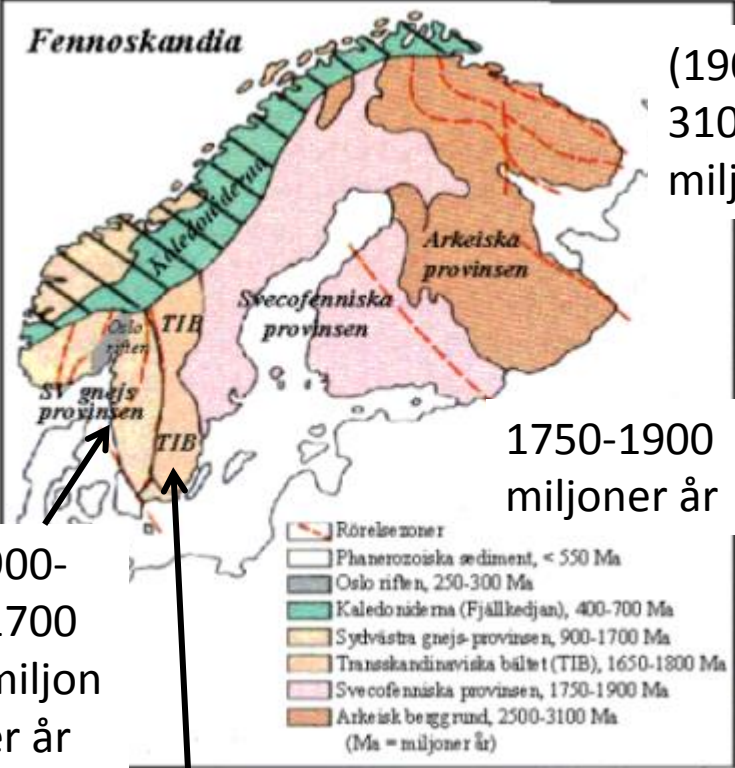 Fennoskandia
(190
310
milj
Kaledoniderna
Arkeiska
provinsen
Svecofenniska
provinsen
TIB
Oslo
riften
SV gnejs
provinsen
TIB
1750-1900
miljoner år
00-
1700
miljon
er år
Rörelsezoner
Phanerozoiska sediment, < 550 Ma
Oslo riften, 250-300 Ma
Kaledoniderna (Fjällkedjan), 400-700 Ma
Sydvästra gnejs-provinsen, 900-1700 Ma
Transskandinaviska bältet (TIB), 1650-1800 Ma
Svecofenniska provinsen, 1750-1900 Ma
Arkeisk berggrund, 2500-3100 Ma
(Ma = miljoner år)